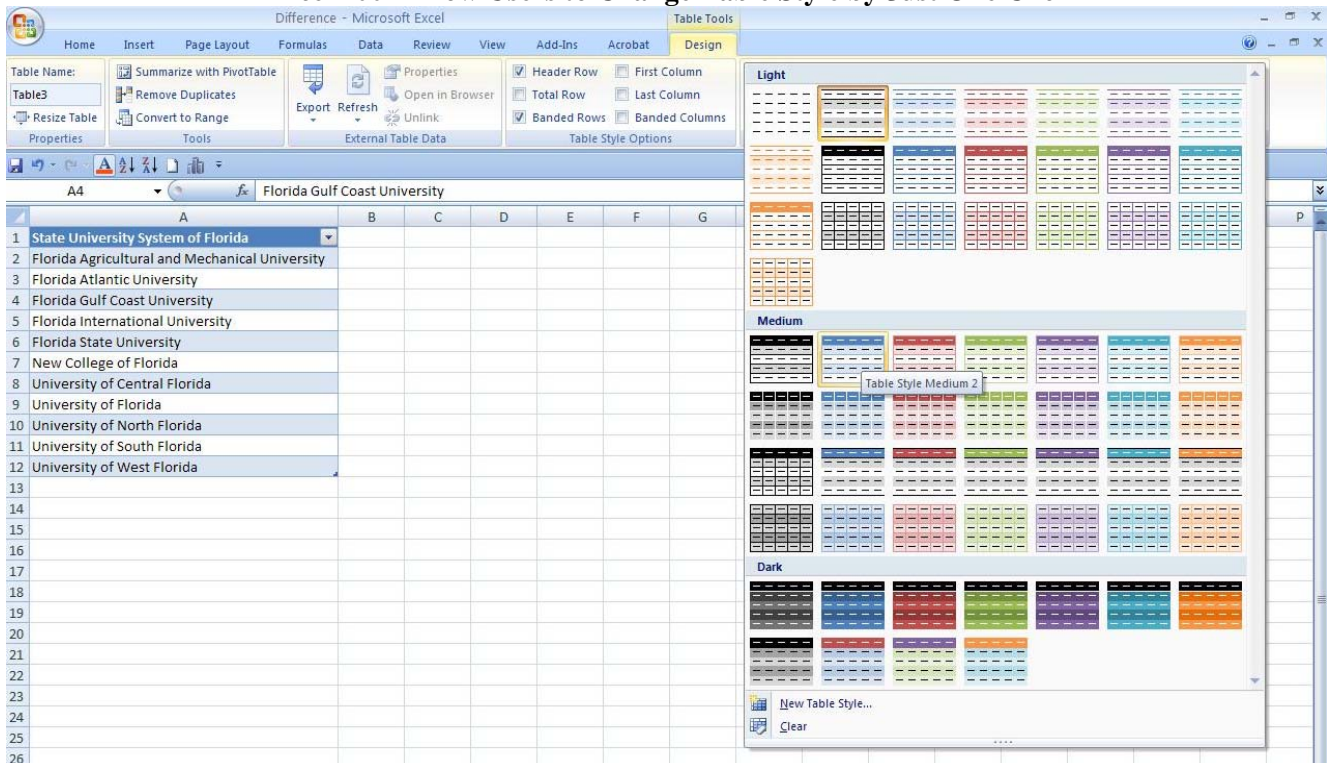 Difference - Microsoft Excel
Table Tools
Home Insert Page Layout Formulas Data Review View Add-Ins Acrobat Design
Table Name:
Table3
Resize Table
Properties
Summarize with PivotTable
Remove Duplicates
Convert to Range
Tools
Export Refresh
Properties
Open in Browser
Unlink
External Table Data
Header Row First Column
Total Row Last Column
Banded Rows Banded Columns
Table Style Options
A4 fx Florida Gulf Coast University
A B C D E F G P
1 State University System of Florida
2 Florida Agricultural and Mechanical University
3 Florida Atlantic University
4 Florida Gulf Coast University
5 Florida International University
6 Florida State University
7 New College of Florida
8 University of Central Florida
9 University of Florida
10 University of North Florida
11 University of South Florida
12 University of West Florida
13
14
15
16
17
18
19
20
21
22
23
24
25
26
Light
Medium
Table Style Medium 2
Dark
New Table Style...
Clear